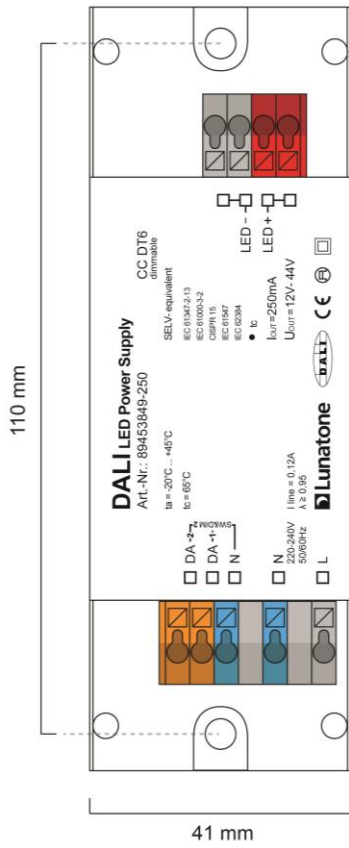 110 mm
DALI LED Power Supply
Art.-Nr.: 89453849-250
CC DT6
dimmable
ta = -20°C ... +45°C
tc = 65°C
SELV- equivalent
IEC 61347-2-13
IEC 61000-3-2
CISPR 15
IEC 61547
IEC 62384
tc
LED -
LED +
IOUT=250mA
UOUT=12V- 44V
DA ~2~
DA ~1~
N
SW&DIM 2
N
220-240V
50/60Hz
I line = 0.12A
λ ≥ 0,95
L
Lunatone
DALI
CE
41 mm